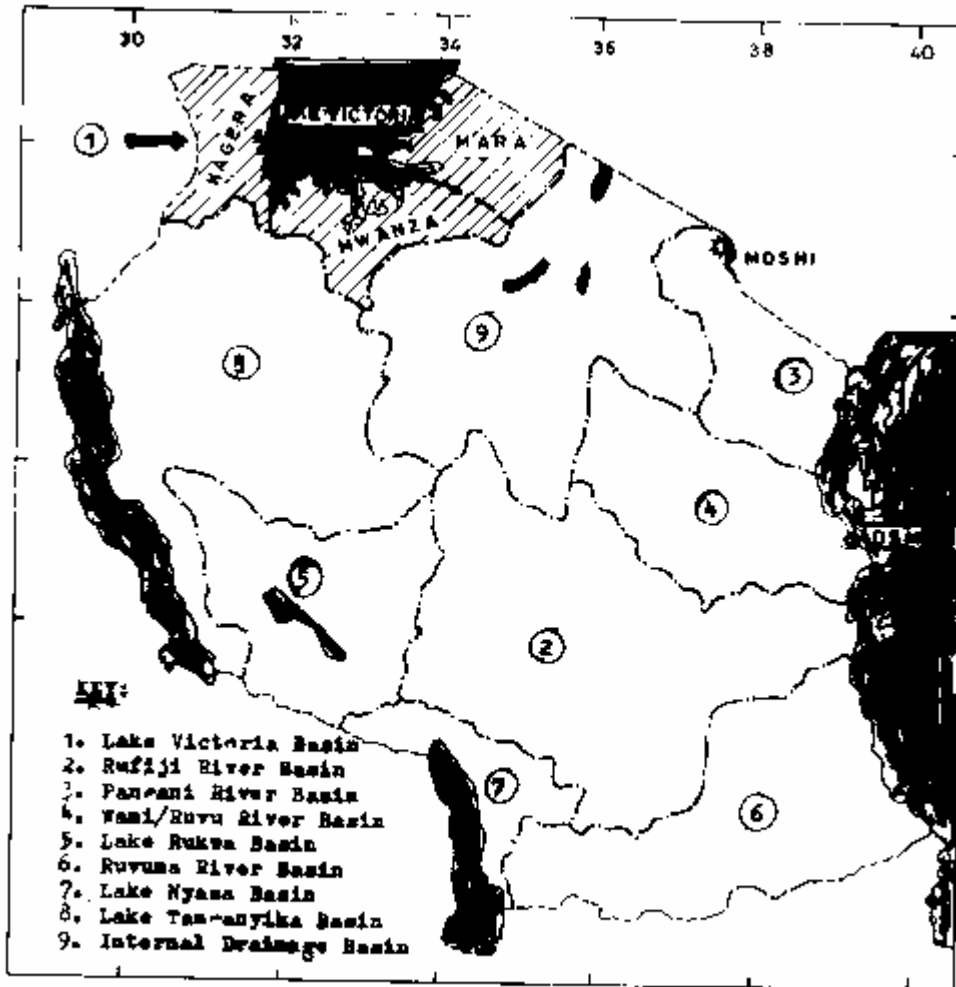 30 32 34 36 38 40
1
KAGERA
MARA
MWANZA
MOSHI
9
8
3
4
5
2
7
6
KEY:
1. Lake Victoria Basin
2. Rufiji River Basin
3. Pangani River Basin
4. Wami/Ruvu River Basin
5. Lake Rukwa Basin
6. Ruvuma River Basin
7. Lake Nyasa Basin
8. Lake Tanganyika Basin
9. Internal Drainage Basin